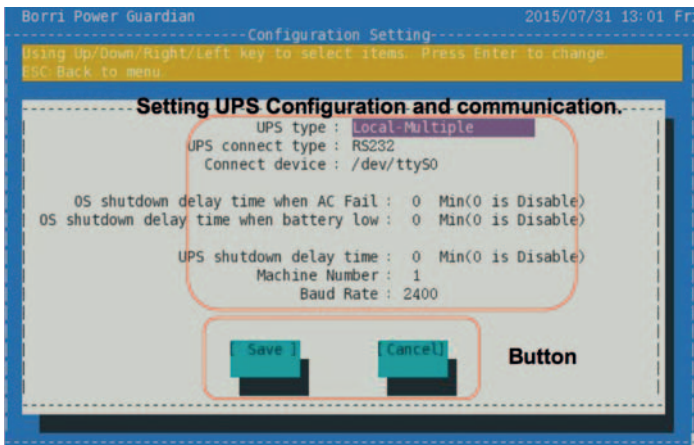 Borri Power Guardian 2015/07/31 13:01 Fri
Configuration Setting
Using Up/Down/Right/Left key to select items. Press Enter to change.
ESC:Back to menu.
Setting UPS Configuration and communication.
UPS type : Local-Multiple
UPS connect type : RS232
Connect device : /dev/ttyS0
OS shutdown delay time when AC Fail : 0 Min(0 is Disable)
OS shutdown delay time when battery low : 0 Min(0 is Disable)
UPS shutdown delay time : 0 Min(0 is Disable)
Machine Number : 1
Baud Rate : 2400
[ Save ] [Cancel] Button